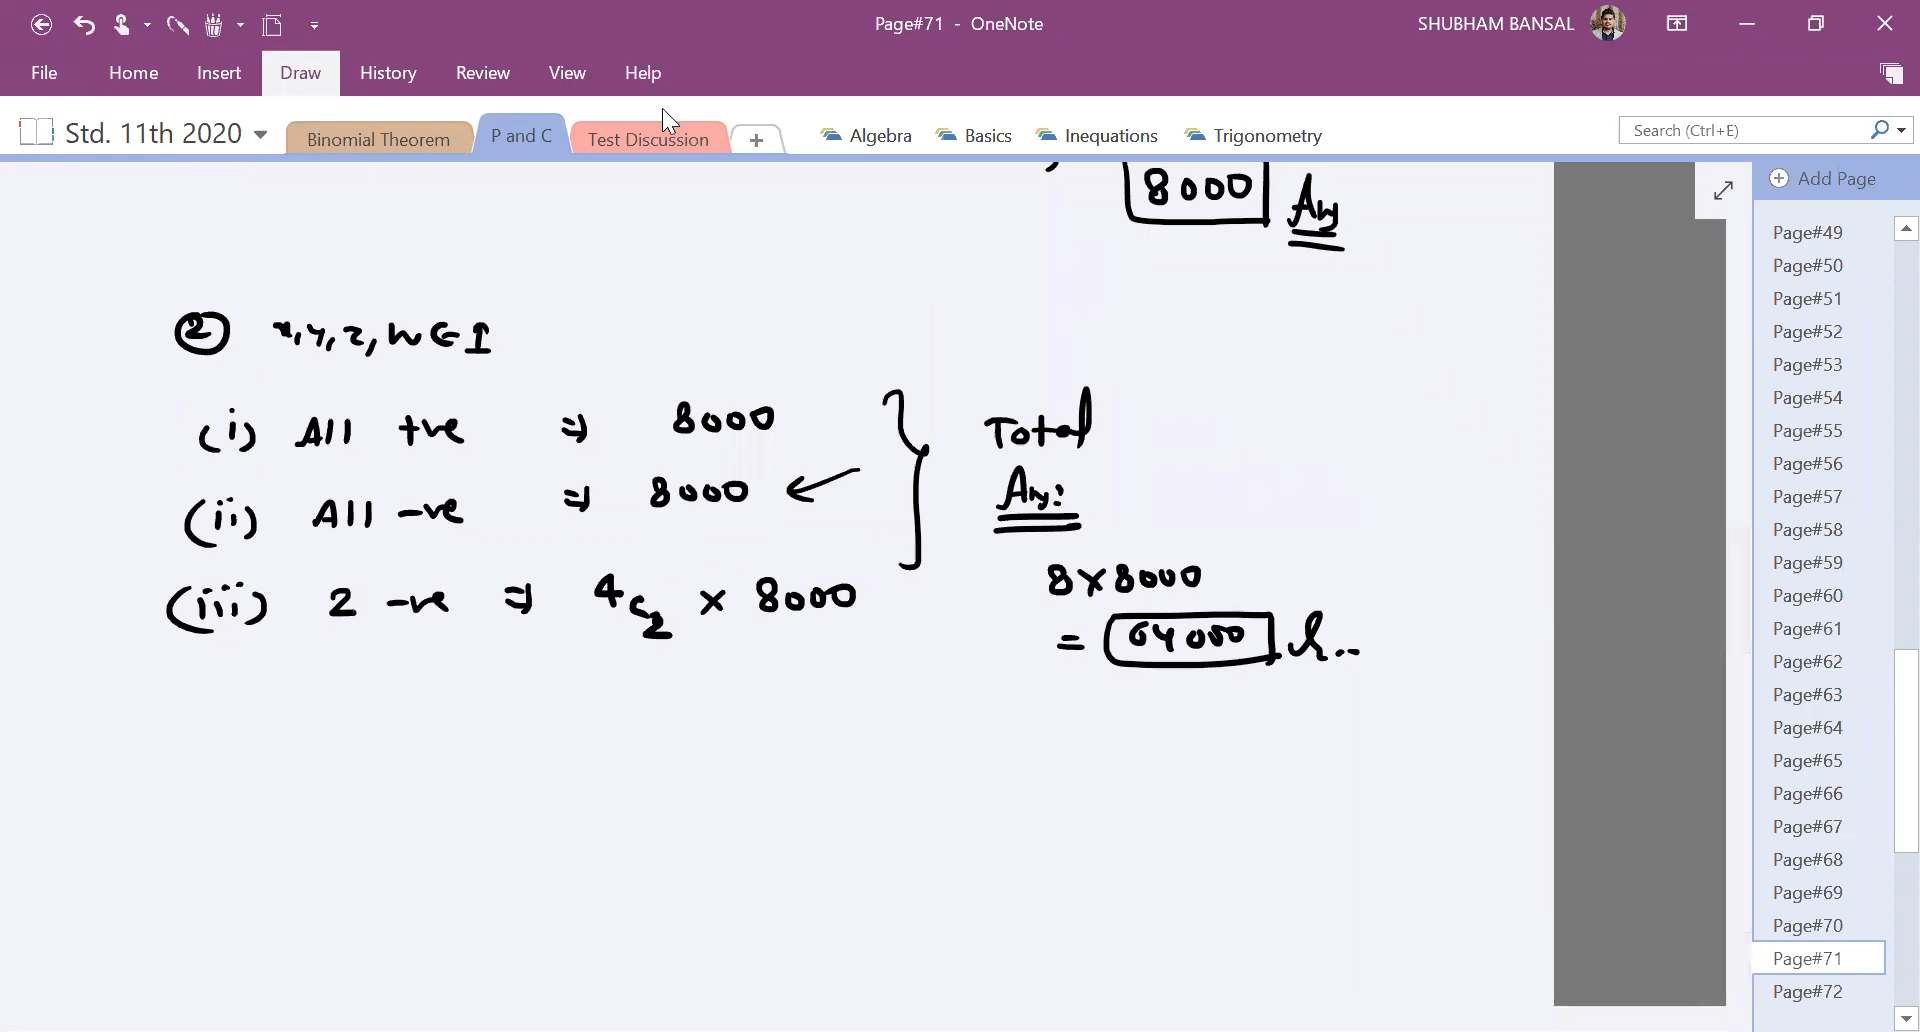 Page#71 - OneNote
SHUBHAM BANSAL
File Home Insert Draw History Review View Help
Std. 11th 2020 Binomial Theorem P and C Test Discussion + Algebra Basics Inequations Trigonometry
Search (Ctrl+E)
8000 Ans
② x, y, z, w ∈ I
(i) All +ve ⇒ 8000
(ii) All -ve ⇒ 8000 ←
(iii) 2 -ve ⇒ 4c2 × 8000
Total
Ans:
8×8000
= 64000
Add Page
Page#49
Page#50
Page#51
Page#52
Page#53
Page#54
Page#55
Page#56
Page#57
Page#58
Page#59
Page#60
Page#61
Page#62
Page#63
Page#64
Page#65
Page#66
Page#67
Page#68
Page#69
Page#70
Page#71
Page#72